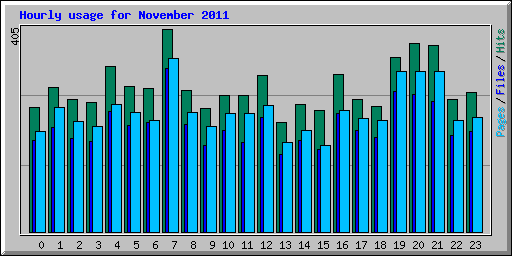 Hourly usage for November 2011
405
Pages / Files / Hits
0 1 2 3 4 5 6 7 8 9 10 11 12 13 14 15 16 17 18 19 20 21 22 23